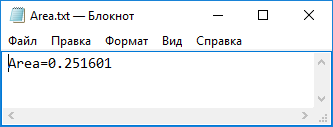 Area.txt — Блокнот
Файл Правка Формат Вид Справка
Area=0.251601